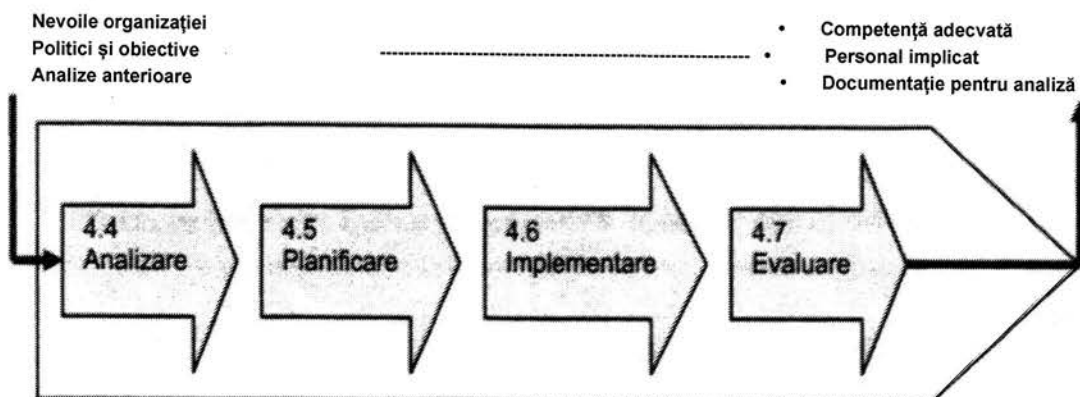 Nevoile organizației
Politici și obiective
Analize anterioare
• Competență adecvată
• Personal implicat
• Documentație pentru analiză
4.4
Analizare
4.5
Planificare
4.6
Implementare
4.7
Evaluare